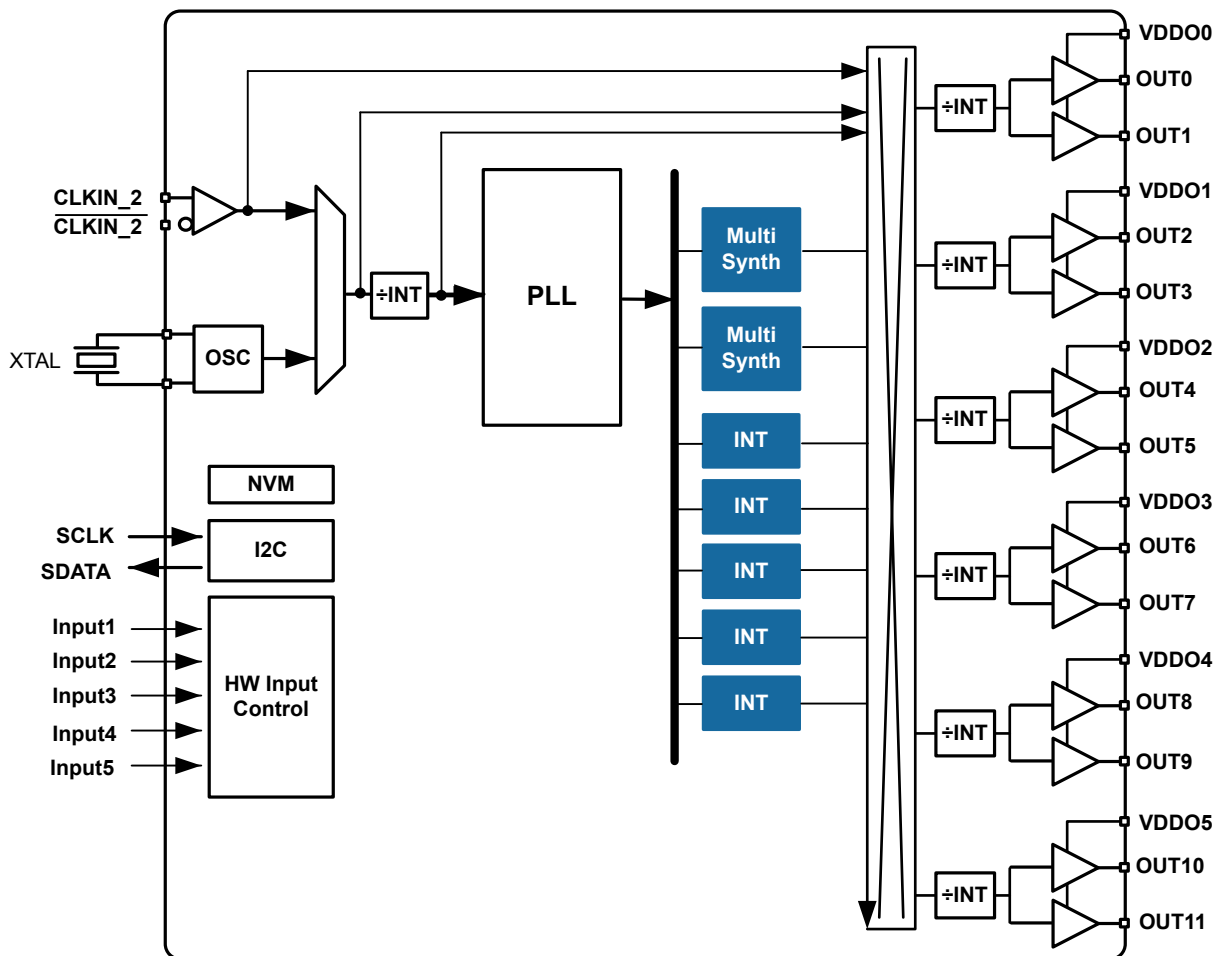 VDDO0
OUT0
÷INT
OUT1
CLKIN_2
CLKIN_2
XTAL
OSC
÷INT
PLL
Multi
Synth
Multi
Synth
INT
INT
INT
INT
INT
VDDO1
OUT2
÷INT
OUT3
VDDO2
OUT4
÷INT
OUT5
VDDO3
OUT6
÷INT
OUT7
VDDO4
OUT8
÷INT
OUT9
VDDO5
OUT10
÷INT
OUT11
NVM
SCLK
SDATA
I2C
Input1
Input2
Input3
Input4
Input5
HW Input
Control